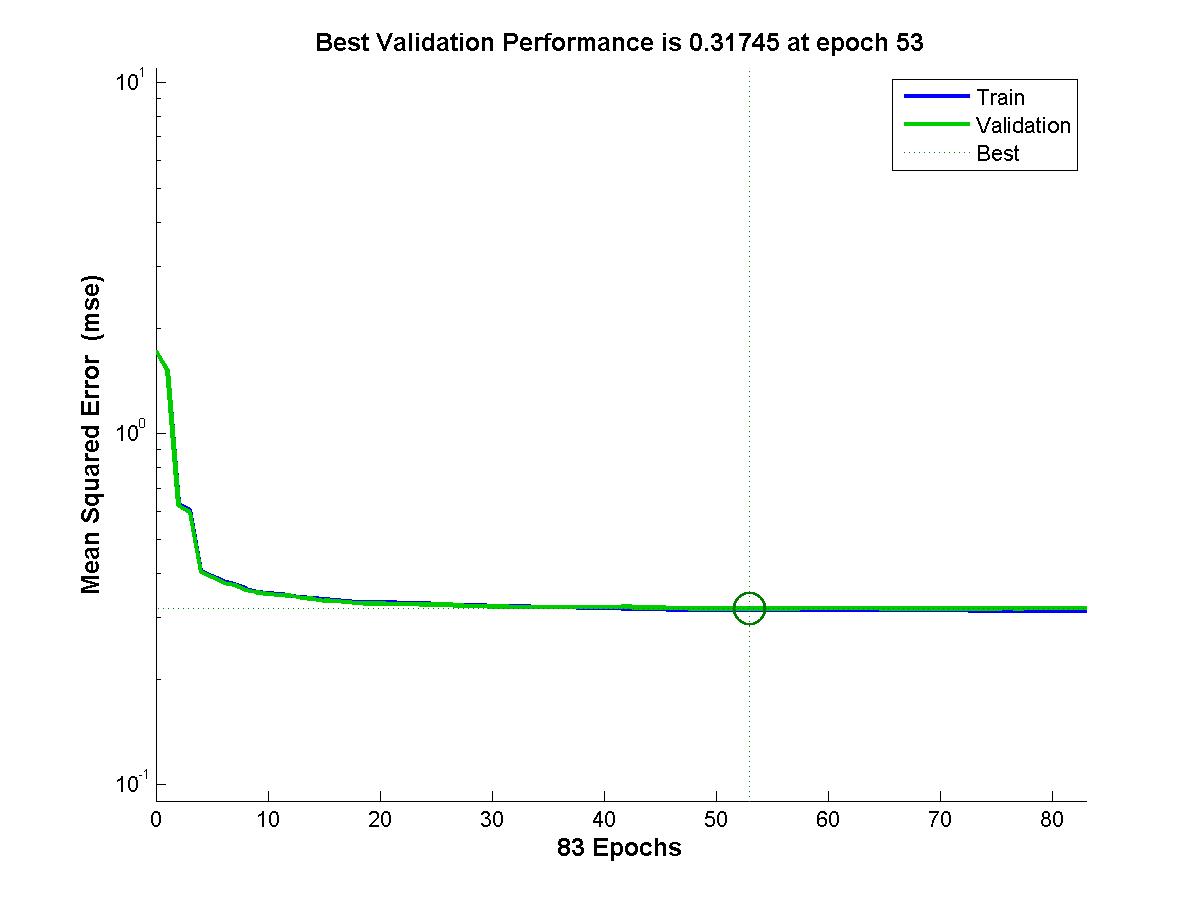 Best Validation Performance is 0.31745 at epoch 53
Train
Validation
Best
Mean Squared Error (mse)
10^1
10^0
10^-1
0 10 20 30 40 50 60 70 80
83 Epochs